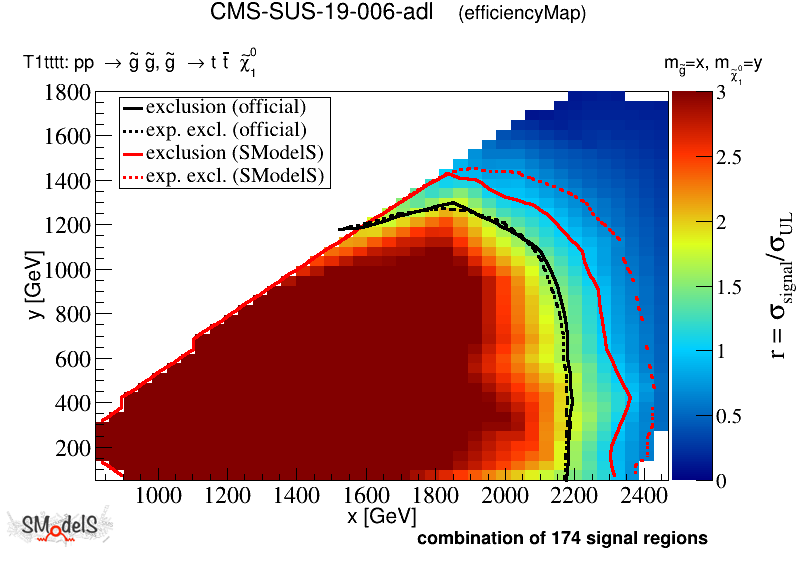 CMS-SUS-19-006-adl (efficiencyMap)
T1tttt: pp → g̃ g̃, g̃ → t t̄ χ̃₁⁰
m_g̃=x, m_χ̃₁⁰=y
exclusion (official)
exp. excl. (official)
exclusion (SModelS)
exp. excl. (SModelS)
1800
1600
1400
1200
1000
800
600
400
200
y [GeV]
1000 1200 1400 1600 1800 2000 2200 2400
x [GeV]
3
2.5
2
1.5
1
0.5
0
r = σ_signal/σ_UL
SModelS
combination of 174 signal regions